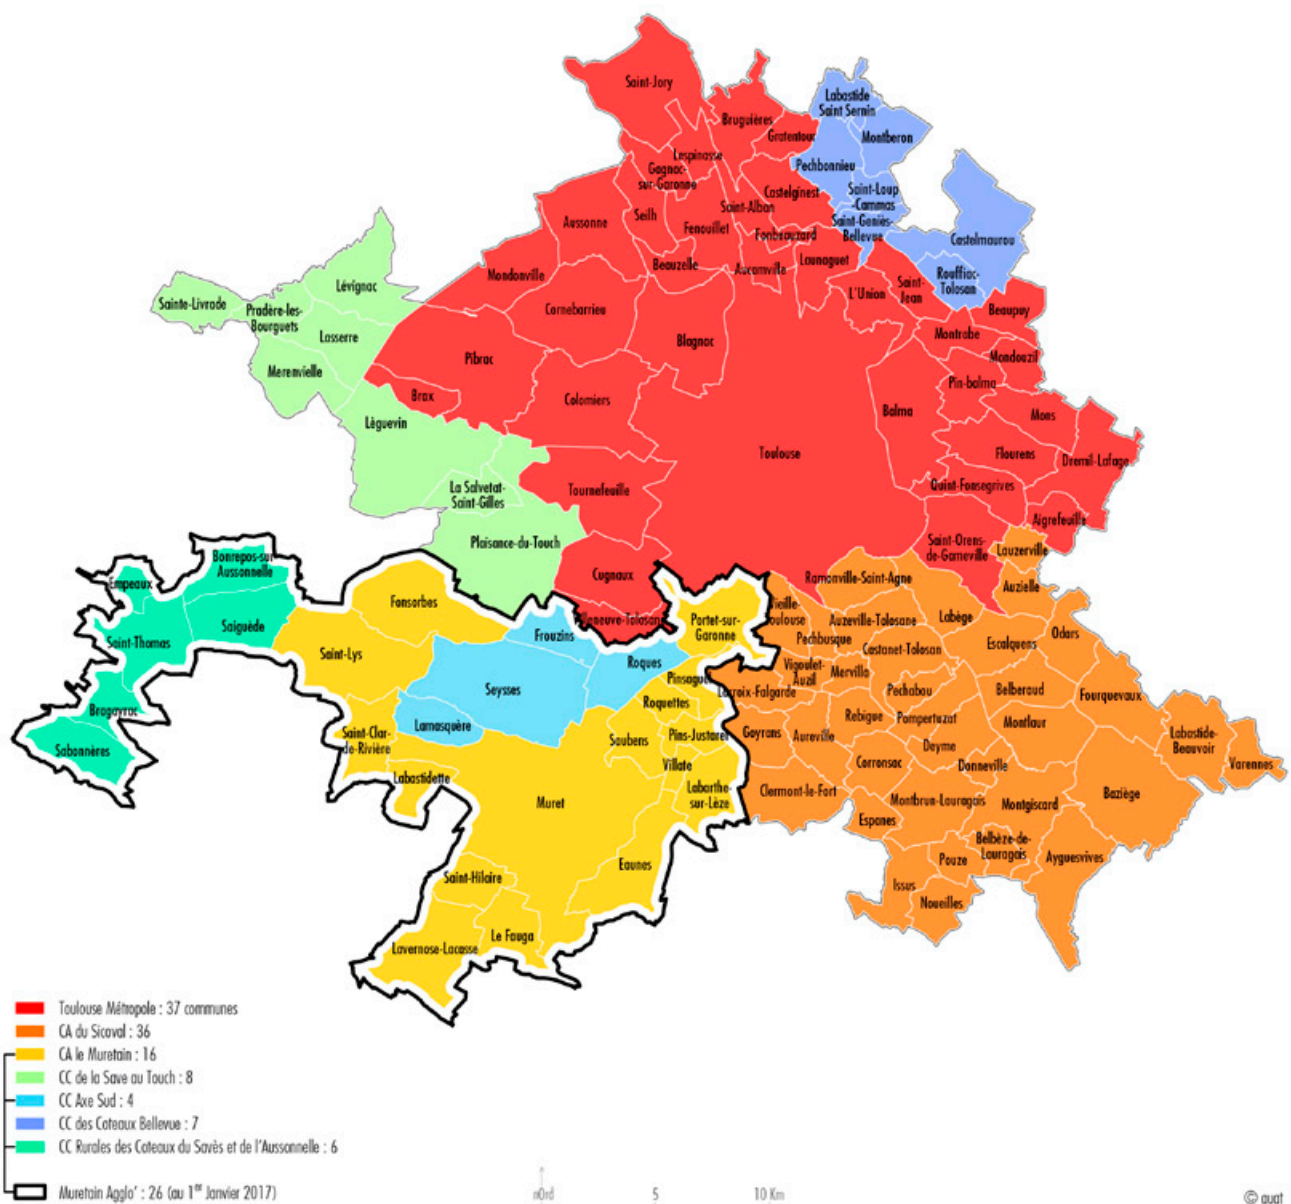 Saint-Jory
Labastide
Saint Sernin
Bruguières
Gratentour
Montberon
Lespinasse
Pechbonnieu
Gagnac-
sur-Garonne
Castelginest
Saint-Loup
-Cammas
Saint-Alban
Seilh
Aussonne
Fenouillet
Saint-Geniès-
Bellevue
Fonbeauzard
Castelmaurou
Launaguet
Beauzelle
Aucamville
Mondonville
Rouffiac-
Tolosan
Saint-
Jean
L'Union
Lévignac
Sainte-Livrade
Pradère-les-
Bourguets
Cornebarrieu
Beaupuy
Lasserre
Montrabe
Blagnac
Mondouzil
Pibrac
Merenvielle
Pin-balma
Brax
Colomiers
Balma
Mons
Lèguevin
Toulouse
Flourens
Dremil-Lafage
Tournefeuille
Quint-Fonsegrives
La Salvetat-
Saint-Gilles
Aigrefeuille
Plaisance-du-Touch
Saint-Orens-
de-Gameville
Lauzerville
Bonrepos-sur-
Aussonnelle
Empeaux
Cugnaux
Ramonville-Saint-Agne
Auzielle
Fonsorbes
Vieille-
Toulouse
Villeneuve-Tolosane
Portet-sur-
Garonne
Auzeville-Tolosane
Labège
Saiguède
Saint-Thomas
Frouzins
Pechbusque
Escalquens
Odars
Castanet-Tolosan
Saint-Lys
Roques
Vigoulet-
Auzil
Mervilla
Pinsaguel
Seysses
Lacroix-Falgarde
Pechabou
Belberaud
Fourquevaux
Roquettes
Bragayrac
Rebigue
Pompertuzat
Montlaur
Lamasquère
Saint-Clar-
de-Rivière
Goyrans
Aureville
Labastide-
Beauvoir
Saubens
Pins-Justaret
Deyme
Sabonnères
Corronsac
Donneville
Varennes
Villate
Labastidette
Labarthe-
sur-Lèze
Clermont-le-Fort
Baziège
Muret
Montbrun-Lauragais
Montgiscard
Espanes
Belbèze-de-
Lauragais
Ayguesvives
Pouze
Eaunes
Saint-Hilaire
Issus
Noueilles
Le Fauga
Lavernose-Lacasse
Toulouse Métropole : 37 communes
CA du Sicoval : 36
CA le Muretain : 16
CC de la Save au Touch : 8
CC Axe Sud : 4
CC des Coteaux Bellevue : 7
CC Rurales des Coteaux du Savès et de l'Aussonnelle : 6
Muretain Agglo' : 26 (au 1er Janvier 2017)
nOrd
5
10 Km
© auat